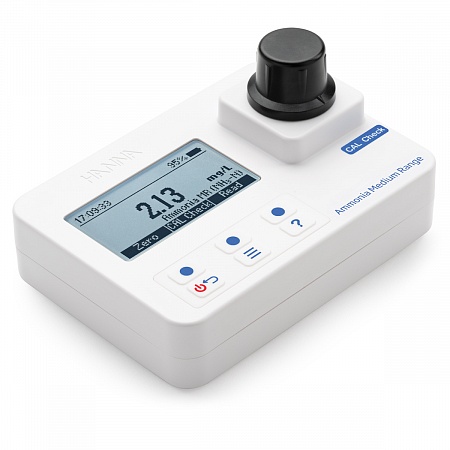 HANNA
CAL Check
Ammonia Medium Range
95%
17:09:33
2.13 mg/L
Ammonia MR(NH₃-N)
Zero CAL Check Read
?